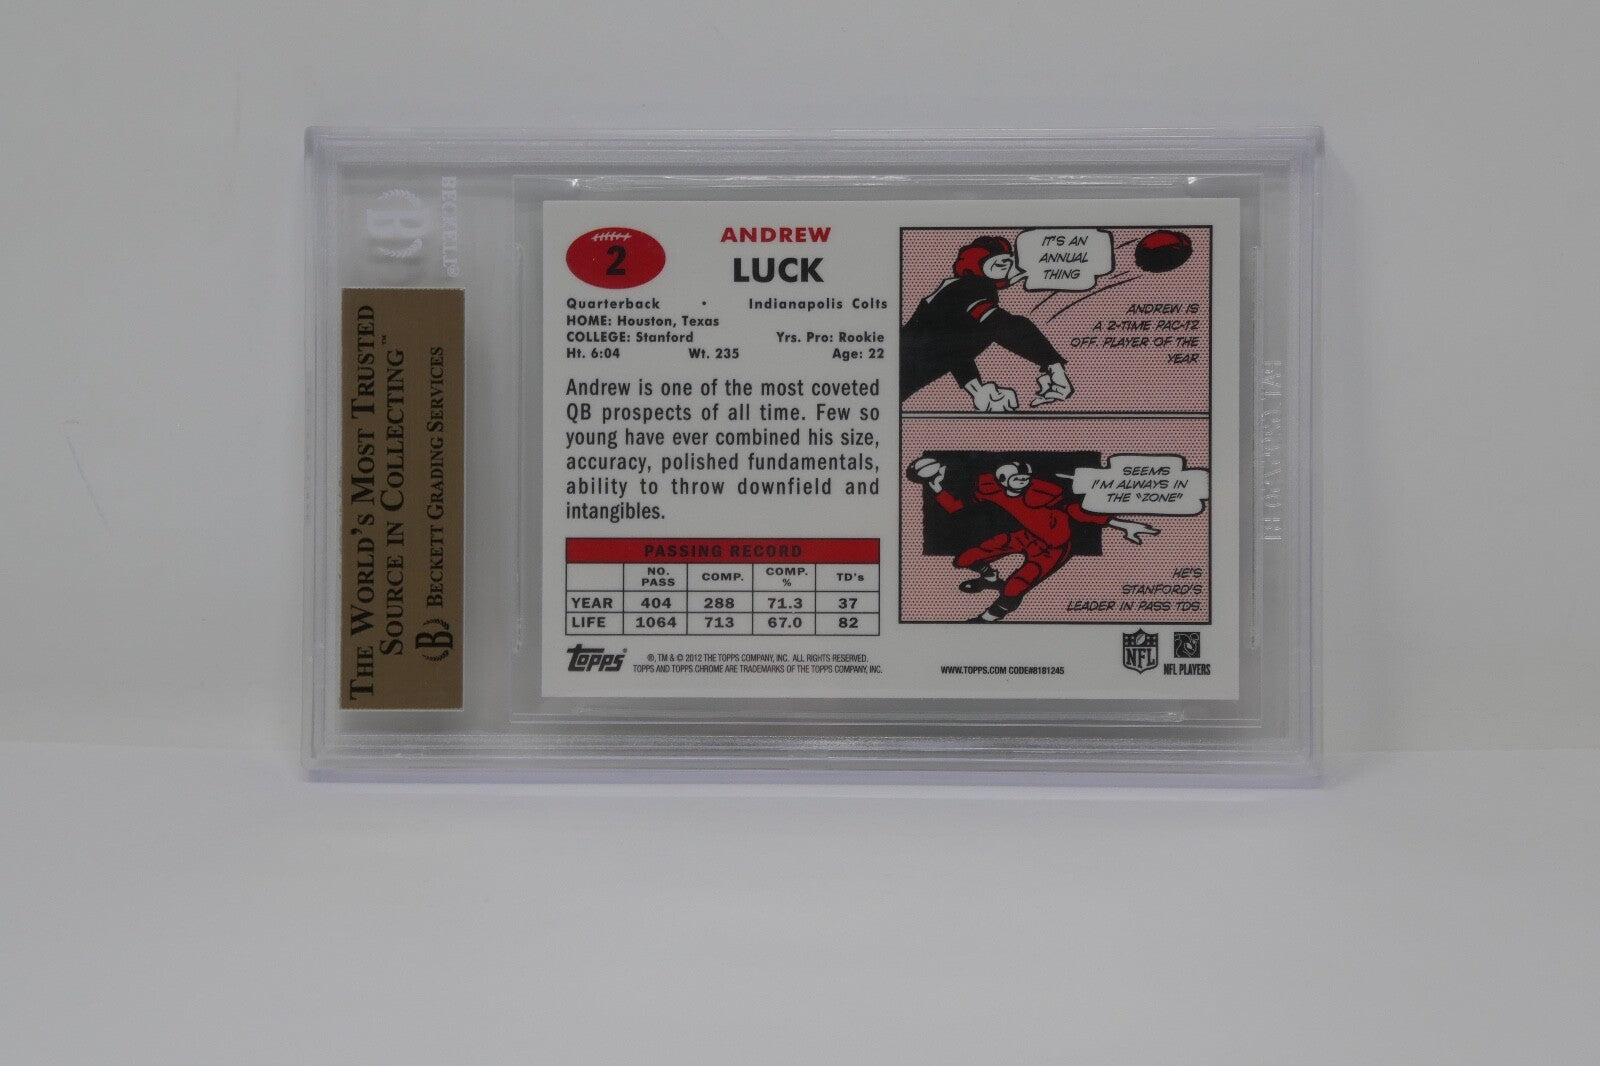 THE WORLD'S MOST TRUSTED
SOURCE IN COLLECTING™
BECKETT GRADING SERVICES
B
B
BECKETT®
2
ANDREW
LUCK
Quarterback • Indianapolis Colts
HOME: Houston, Texas
COLLEGE: Stanford Yrs. Pro: Rookie
Ht. 6:04 Wt. 235 Age: 22
Andrew is one of the most coveted
QB prospects of all time. Few so
young have ever combined his size,
accuracy, polished fundamentals,
ability to throw downfield and
intangibles.
PASSING RECORD
NO. PASS COMP. COMP. % TD's
YEAR 404 288 71.3 37
LIFE 1064 713 67.0 82
topps
®, TM & © 2012 THE TOPPS COMPANY, INC. ALL RIGHTS RESERVED.
TOPPS AND TOPPS CHROME ARE TRADEMARKS OF THE TOPPS COMPANY, INC.
IT'S AN
ANNUAL
THING
ANDREW IS
A 2-TIME PAC-12
OFF. PLAYER OF THE
YEAR
SEEMS
I'M ALWAYS IN
THE "ZONE"
HE'S
STANFORD'S
LEADER IN PASS TDS
WWW.TOPPS.COM CODE#8181245
NFL
NFL PLAYERS